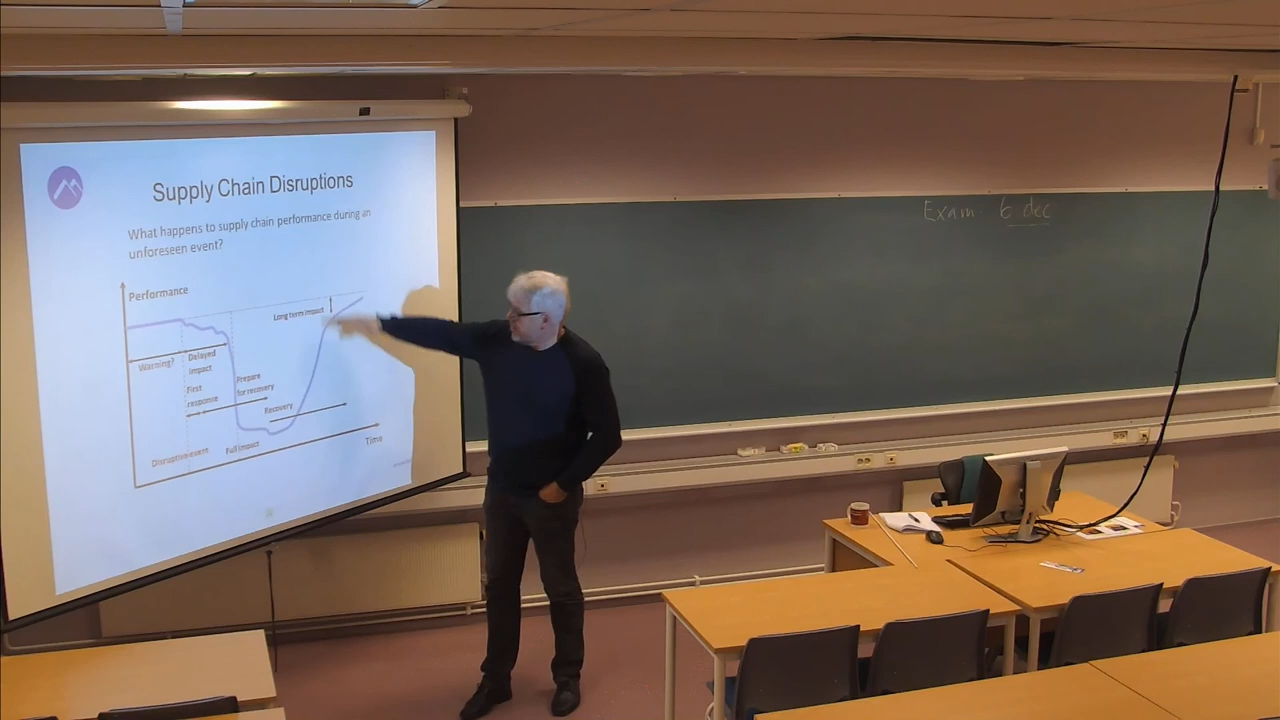 Supply Chain Disruptions
What happens to supply chain performance during an
unforeseen event?
Performance
Long term impact
Warning?
Delayed
impact
First
response
Prepare
for recovery
Recovery
Disruptive event
Full impact
Time
Exam 6 dec